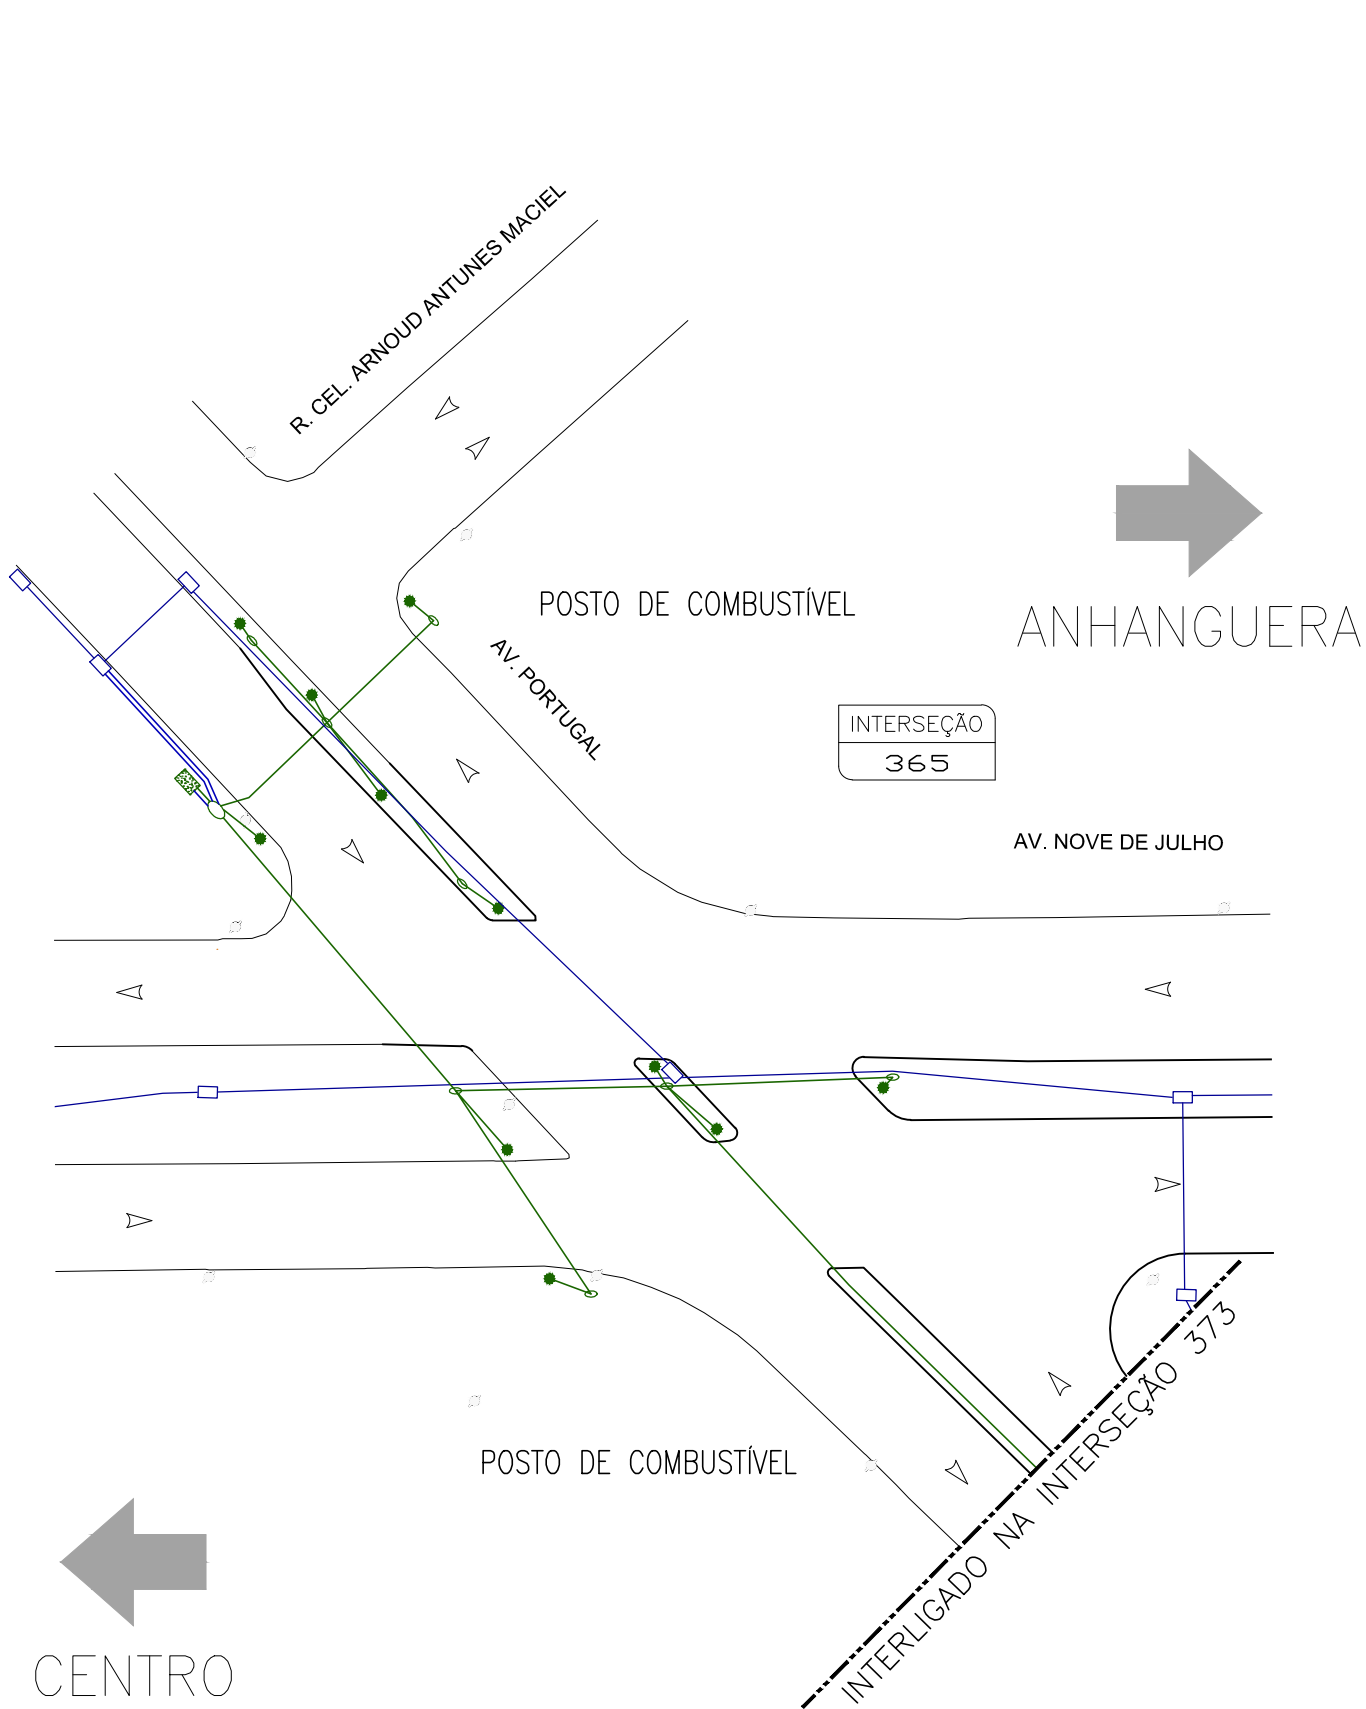 R. CEL. ARNOUD ANTUNES MACIEL
POSTO DE COMBUSTÍVEL
ANHANGUERA
AV. PORTUGAL
INTERSEÇÃO
365
AV. NOVE DE JULHO
INTERLIGADO NA INTERSEÇÃO 373
POSTO DE COMBUSTÍVEL
CENTRO